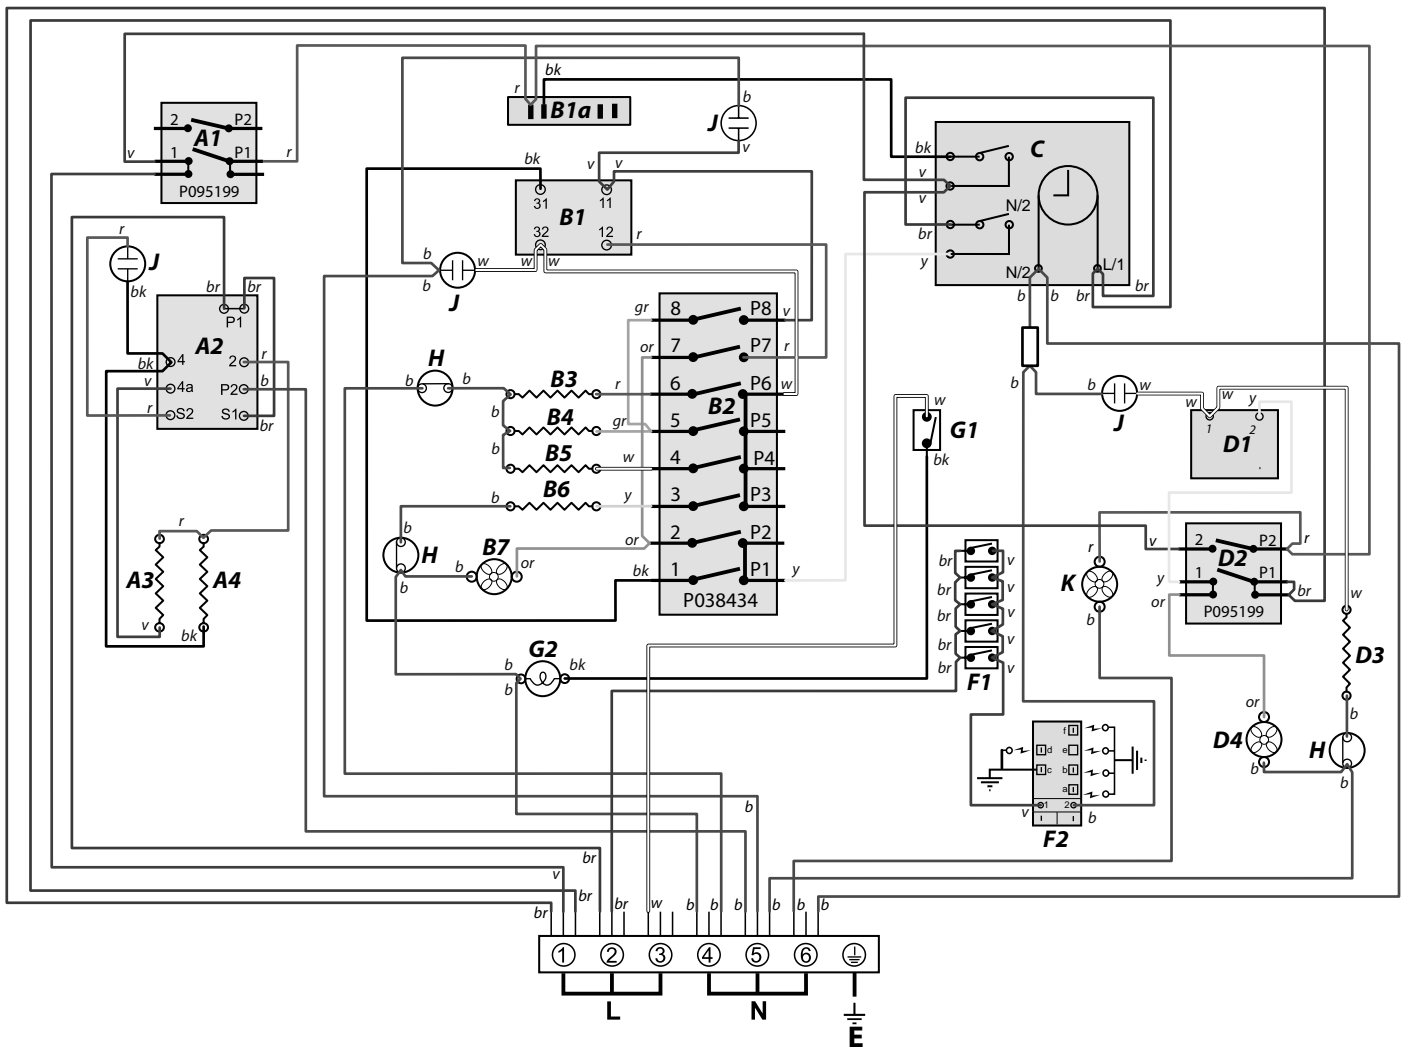 bk
r
B1a
b
J
v
2
P2
A1
1
P1
v
r
P095199
bk
v
v
31
11
B1
32
12
r
w
w
b
b
w
J
bk
C
v
v
N/2
br
y
N/2
L/1
b
b
br
br
r
J
bk
br
br
P1
A2
bk
4
2
r
v
4a
P2
b
r
S2
S1
br
gr
8
P8
v
or
7
P7
r
H
b
b
B3
r
6
P6
w
B2
b
B4
gr
5
P5
b
B5
w
4
P4
b
B6
y
3
P3
or
2
P2
bk
1
P1
y
P038434
b
H
b
B7
or
b
r
A3
A4
v
bk
w
G1
bk
b
b
w
J
w
w
y
1
2
D1
br
v
br
v
br
v
br
v
br
v
F1
r
K
b
v
2
P2
r
D2
y
1
P1
or
br
P095199
w
D3
or
b
D4
H
b
b
G2
b
bk
b
f
d
e
c
b
a
v
1
2
b
F2
b
br
v
br
br
br
w
b
b
b
b
b
b
b
1
2
3
4
5
6
L
N
E